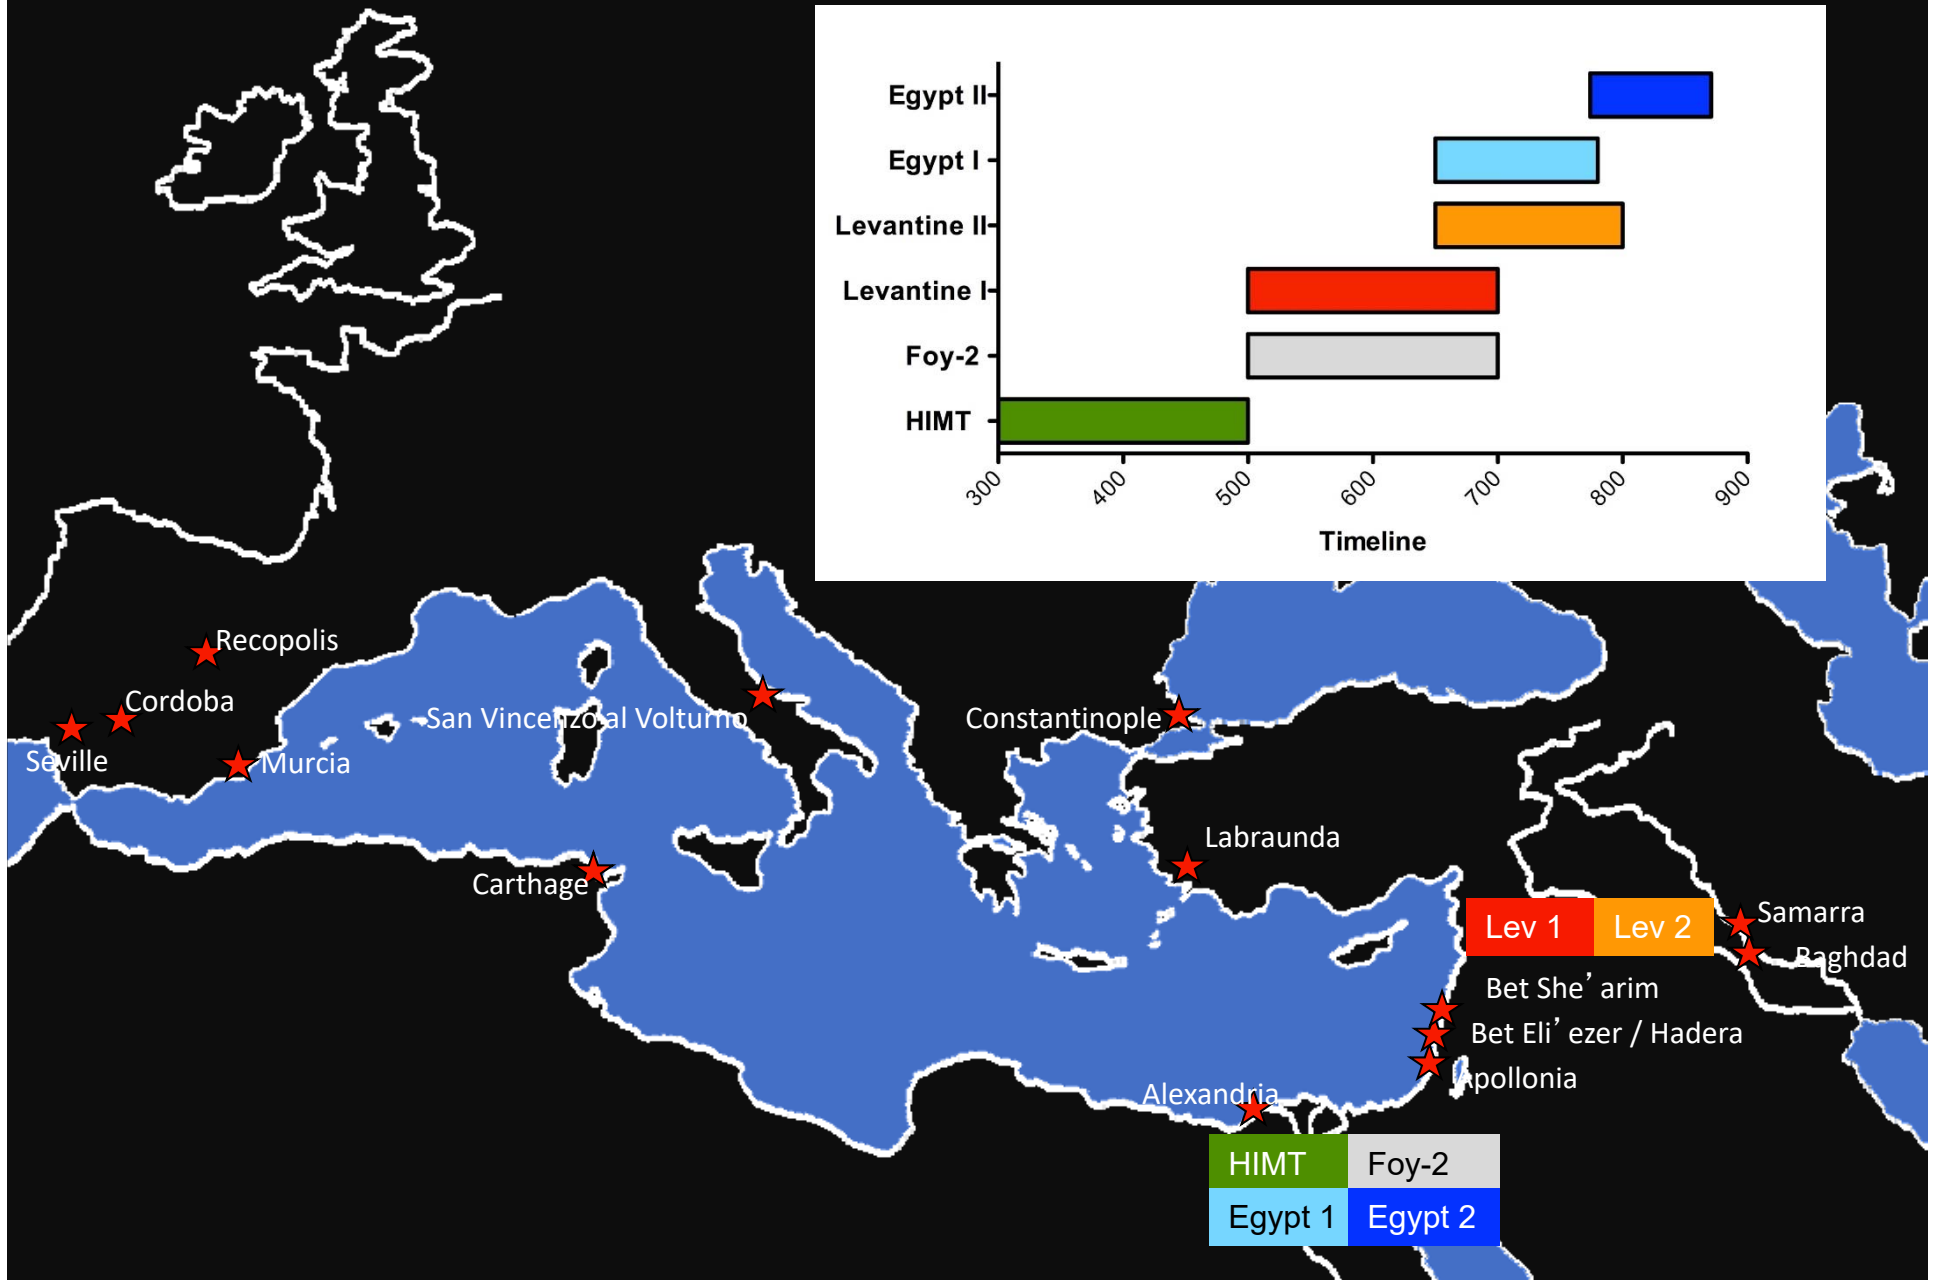 Egypt II
Egypt I
Levantine II
Levantine I
Foy-2
HIMT
300 400 500 600 700 800 900
Timeline
Recopolis
Cordoba
San Vincenzo al Volturno
Constantinople
Seville
Murcia
Labraunda
Carthage
Lev 1 Lev 2
Samarra
Baghdad
Bet She’ arim
Bet Eli’ ezer / Hadera
Apollonia
Alexandria
HIMT Foy-2
Egypt 1 Egypt 2